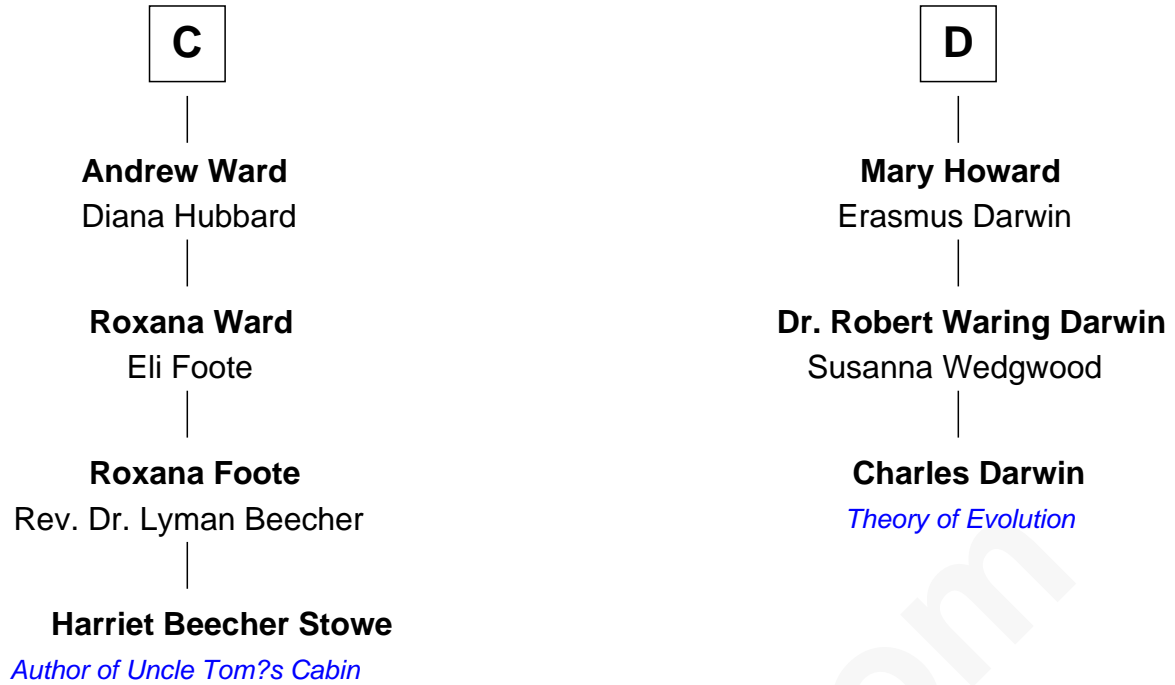 C
Andrew Ward
Diana Hubbard
Roxana Ward
Eli Foote
Roxana Foote
Rev. Dr. Lyman Beecher
Harriet Beecher Stowe
Author of Uncle Tom?s Cabin
D
Mary Howard
Erasmus Darwin
Dr. Robert Waring Darwin
Susanna Wedgwood
Charles Darwin
Theory of Evolution
om